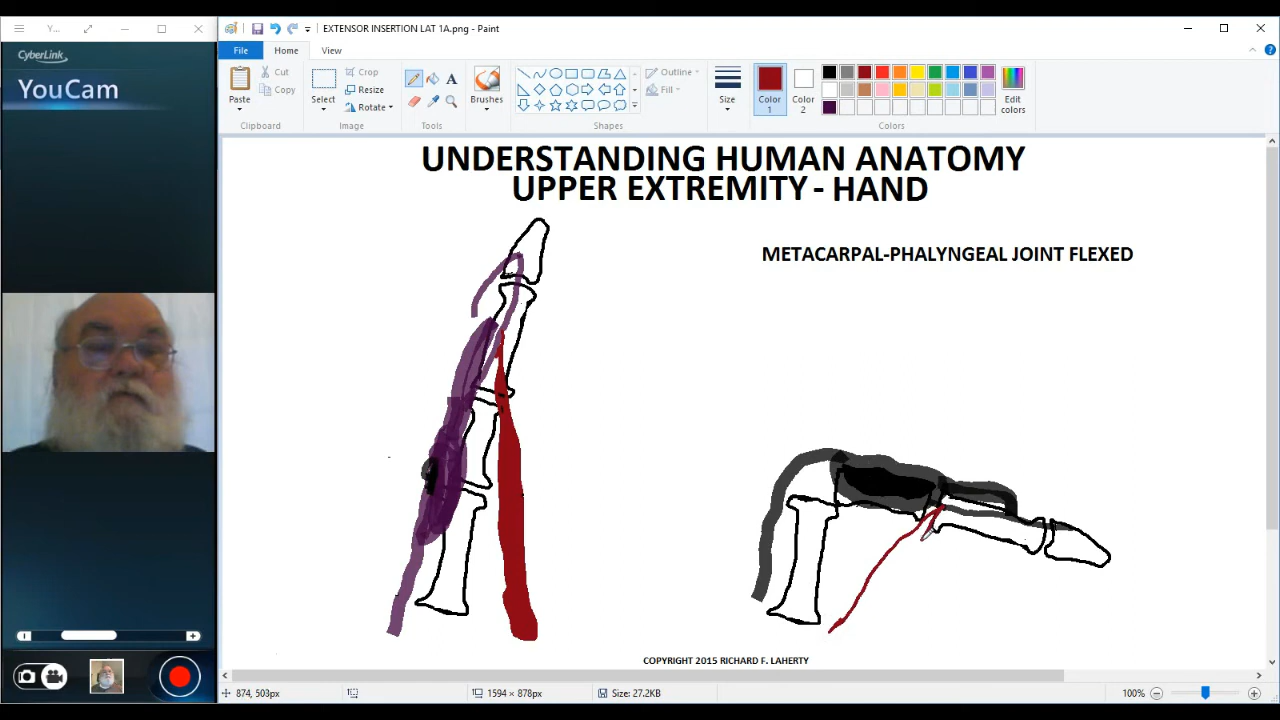 CyberLink
YouCam
Y...
EXTENSOR INSERTION LAT 1A.png - Paint
File
Home
View
Paste
Cut
Copy
Clipboard
Select
Crop
Resize
Rotate
Image
Tools
Brushes
Shapes
Outline
Fill
Size
Color
1
Color
2
Edit
colors
Colors
UNDERSTANDING HUMAN ANATOMY
UPPER EXTREMITY - HAND
METACARPAL-PHALYNGEAL JOINT FLEXED
COPYRIGHT 2015 RICHARD F. LAHERTY
874, 503px
1594 × 878px
Size: 27.2KB
100%